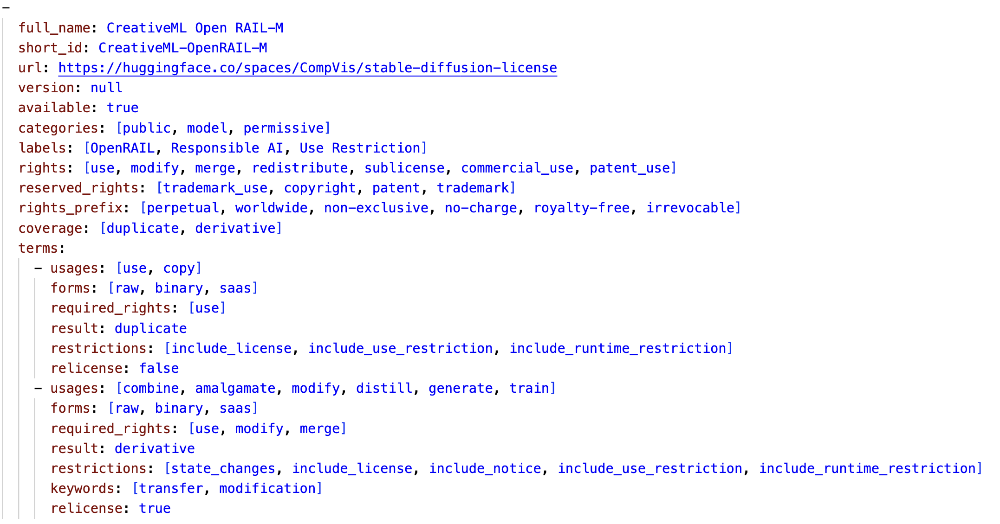 -
full_name: CreativeML Open RAIL-M
short_id: CreativeML-OpenRAIL-M
url: https://huggingface.co/spaces/CompVis/stable-diffusion-license
version: null
available: true
categories: [public, model, permissive]
labels: [OpenRAIL, Responsible AI, Use Restriction]
rights: [use, modify, merge, redistribute, sublicense, commercial_use, patent_use]
reserved_rights: [trademark_use, copyright, patent, trademark]
rights_prefix: [perpetual, worldwide, non-exclusive, no-charge, royalty-free, irrevocable]
coverage: [duplicate, derivative]
terms:
- usages: [use, copy]
forms: [raw, binary, saas]
required_rights: [use]
result: duplicate
restrictions: [include_license, include_use_restriction, include_runtime_restriction]
relicense: false
- usages: [combine, amalgamate, modify, distill, generate, train]
forms: [raw, binary, saas]
required_rights: [use, modify, merge]
result: derivative
restrictions: [state_changes, include_license, include_notice, include_use_restriction, include_runtime_restriction]
keywords: [transfer, modification]
relicense: true